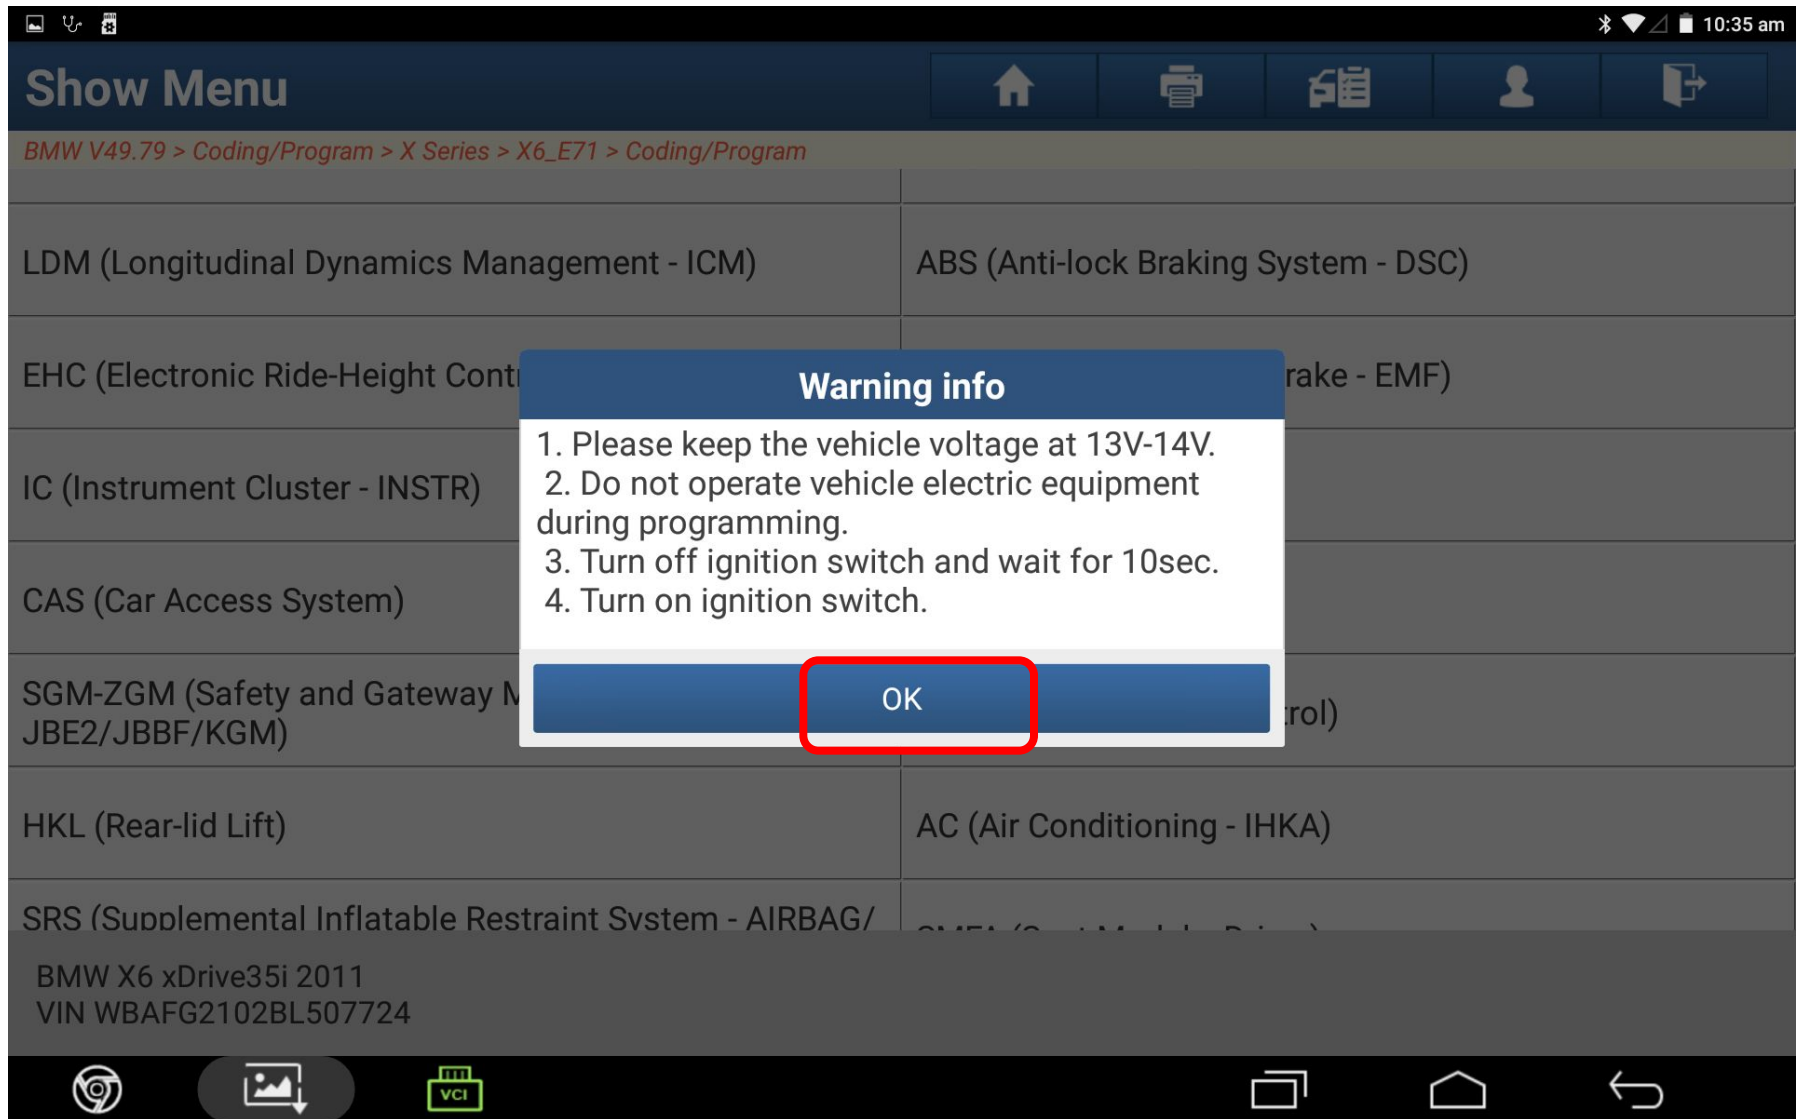 10:35 am
Show Menu
BMW V49.79 > Coding/Program > X Series > X6_E71 > Coding/Program
LDM (Longitudinal Dynamics Management - ICM)
ABS (Anti-lock Braking System - DSC)
EHC (Electronic Ride-Height
rake - EMF)
IC (Instrument Cluster - INSTR)
CAS (Car Access System)
SGM-ZGM (Safety and Gateway
JBE2/JBBF/KGM)
rol)
HKL (Rear-lid Lift)
AC (Air Conditioning - IHKA)
SRS (Supplemental Inflatable Restraint System - AIRBAG/
Warning info
1. Please keep the vehicle voltage at 13V-14V.
2. Do not operate vehicle electric equipment
during programming.
3. Turn off ignition switch and wait for 10sec.
4. Turn on ignition switch.
OK
BMW X6 xDrive35i 2011
VIN WBAFG2102BL507724
VCI